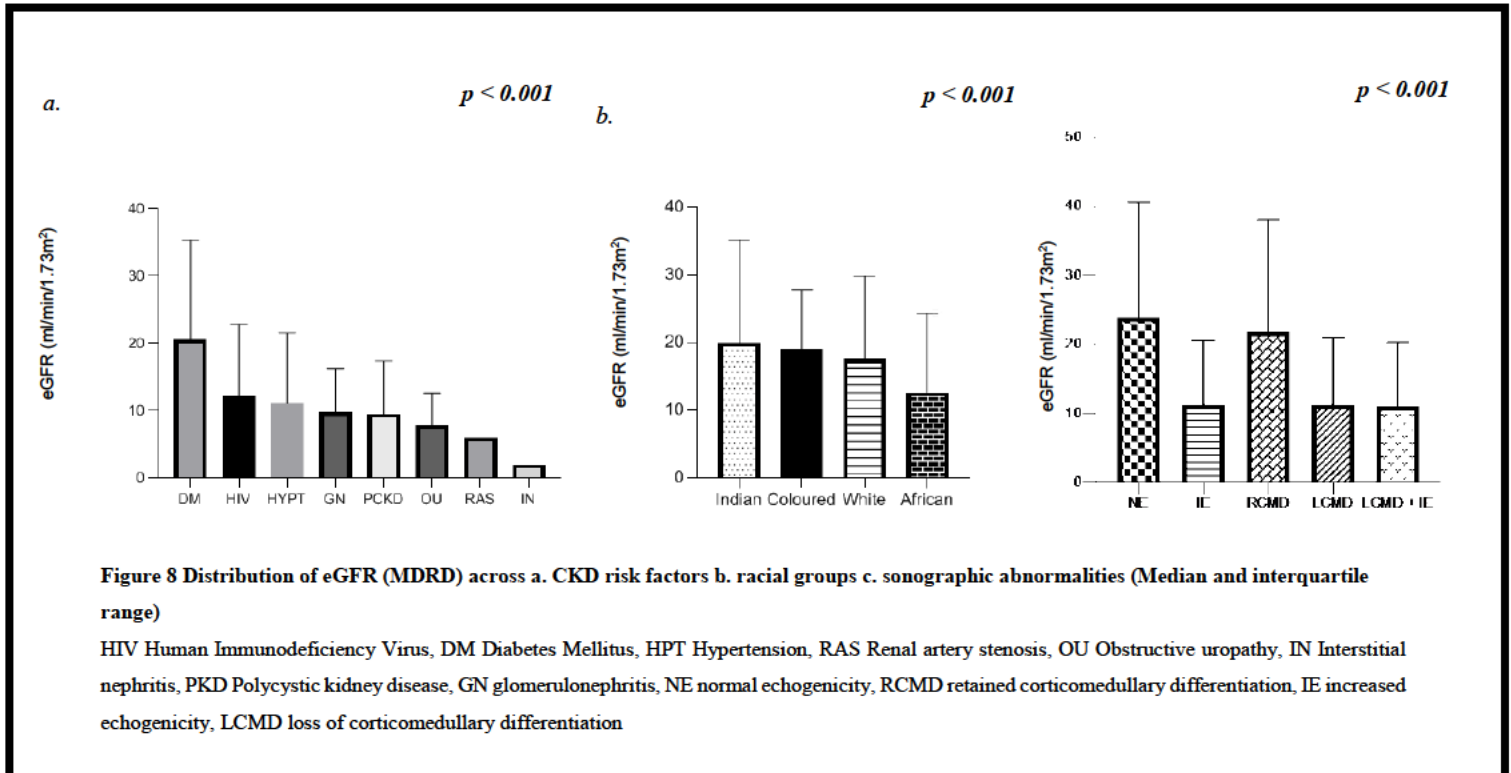 a.
p < 0.001
eGFR (ml/min/1.73m²)
40
30
20
10
0
DM HIV HYPT GN PCKD OU RAS IN
b.
p < 0.001
eGFR (ml/min/1.73m²)
40
30
20
10
0
Indian Coloured White African
p < 0.001
eGFR (ml/min/1.73m²)
50
40
30
20
10
0
NE IE RCMD LCMD LCMD + IE
Figure 8 Distribution of eGFR (MDRD) across a. CKD risk factors b. racial groups c. sonographic abnormalities (Median and interquartile
range)
HIV Human Immunodeficiency Virus, DM Diabetes Mellitus, HPT Hypertension, RAS Renal artery stenosis, OU Obstructive uropathy, IN Interstitial
nephritis, PKD Polycystic kidney disease, GN glomerulonephritis, NE normal echogenicity, RCMD retained corticomedullary differentiation, IE increased
echogenicity, LCMD loss of corticomedullary differentiation